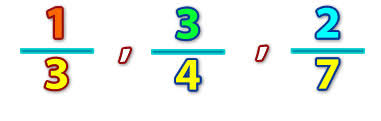 1/3 , 3/4 , 2/7